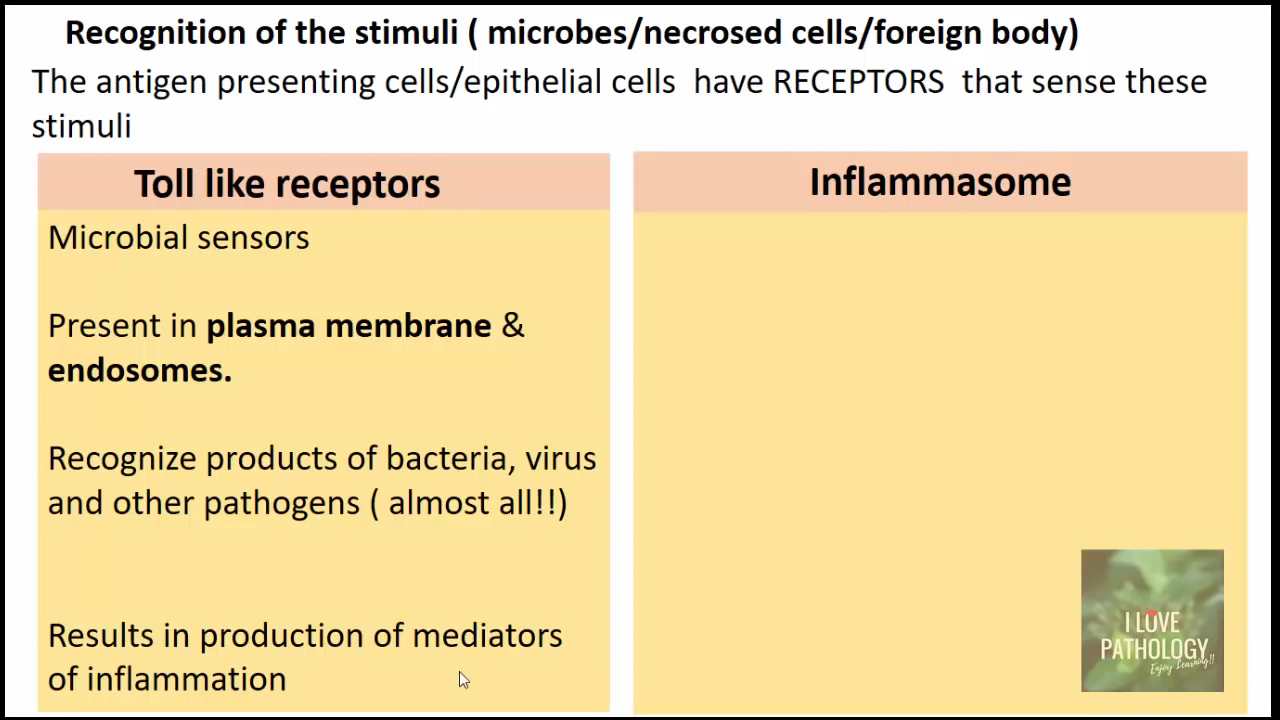 Recognition of the stimuli ( microbes/necrosed cells/foreign body)
The antigen presenting cells/epithelial cells have RECEPTORS that sense these
stimuli
Toll like receptors
Microbial sensors
Present in plasma membrane &
endosomes.
Recognize products of bacteria, virus
and other pathogens ( almost all!!)
Results in production of mediators
of inflammation
Inflammasome
I LOVE
PATHOLOGY
Enjoy Learning!!